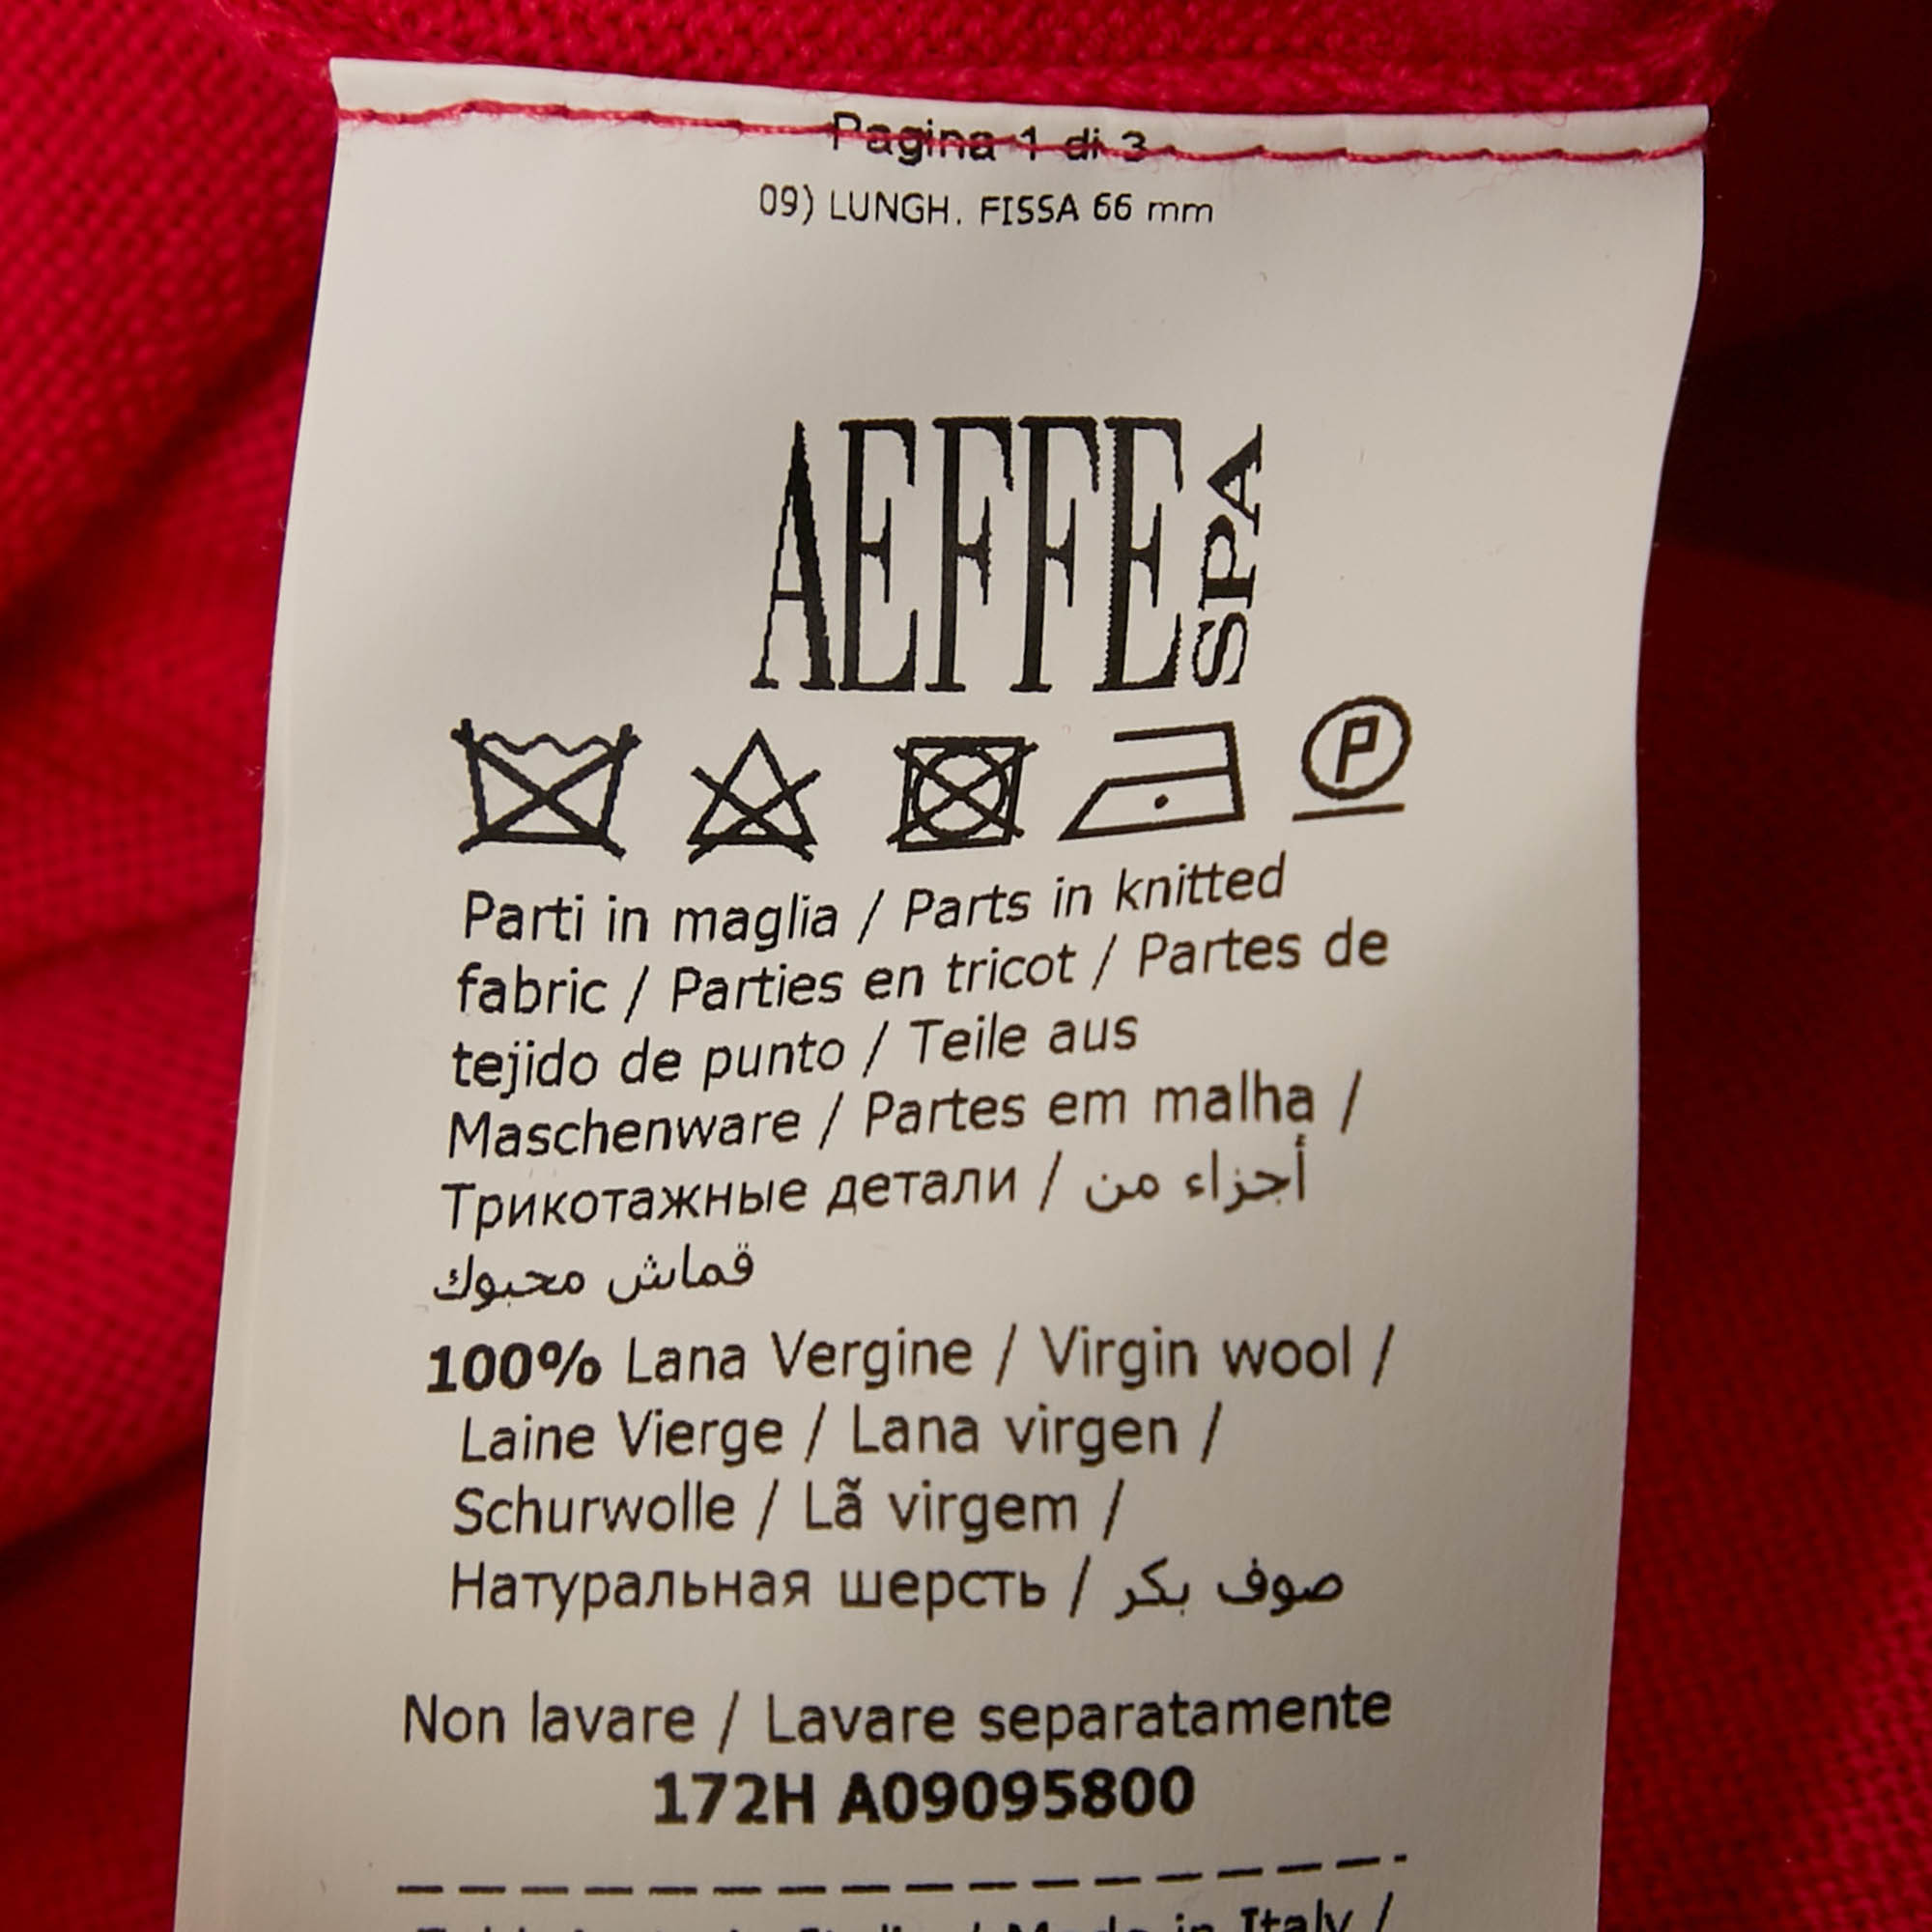 Pagina 1 di 3
09) LUNGH. FISSA 66 mm
AEFFE SPA
P
Parti in maglia / Parts in knitted
fabric / Parties en tricot / Partes de
tejido de punto / Teile aus
Maschenware / Partes em malha /
Трикотажные детали / أجزاء من
قماش محبوك
100% Lana Vergine / Virgin wool /
Laine Vierge / Lana virgen /
Schurwolle / Lã virgem /
Натуральная шерсть / صوف بكر
Non lavare / Lavare separatamente
172H A09095800
/ Made in Italy /